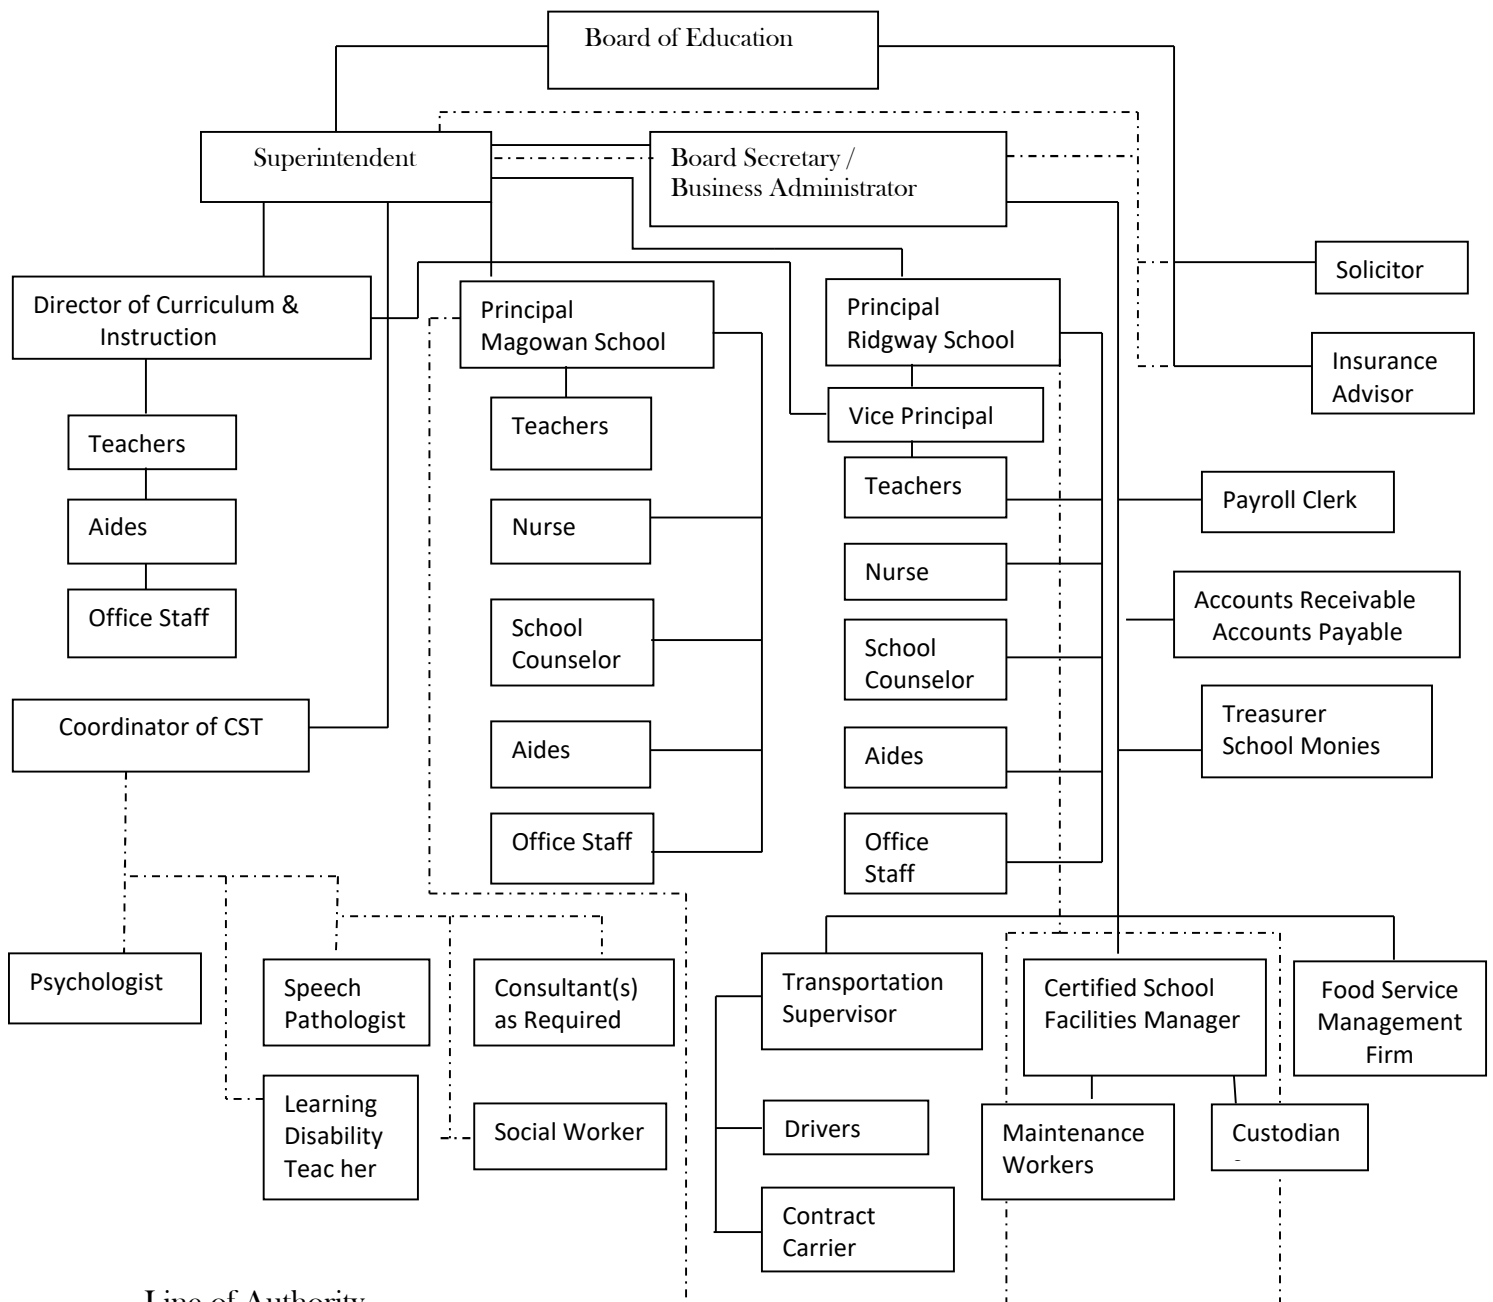 Board of Education
Superintendent
Board Secretary /
Business Administrator
Solicitor
Director of Curriculum &
Instruction
Principal
Magowan School
Principal
Ridgway School
Insurance
Advisor
Vice Principal
Teachers
Teachers
Teachers
Payroll Clerk
Aides
Nurse
Nurse
Accounts Receivable
Accounts Payable
Office Staff
School
Counselor
School
Counselor
Coordinator of CST
Treasurer
School Monies
Aides
Aides
Office Staff
Office
Staff
Psychologist
Speech
Pathologist
Consultant(s)
as Required
Transportation
Supervisor
Certified School
Facilities Manager
Food Service
Management
Firm
Learning
Disability
Teac her
Social Worker
Drivers
Maintenance
Workers
Custodian
Contract
Carrier
Line of Authority